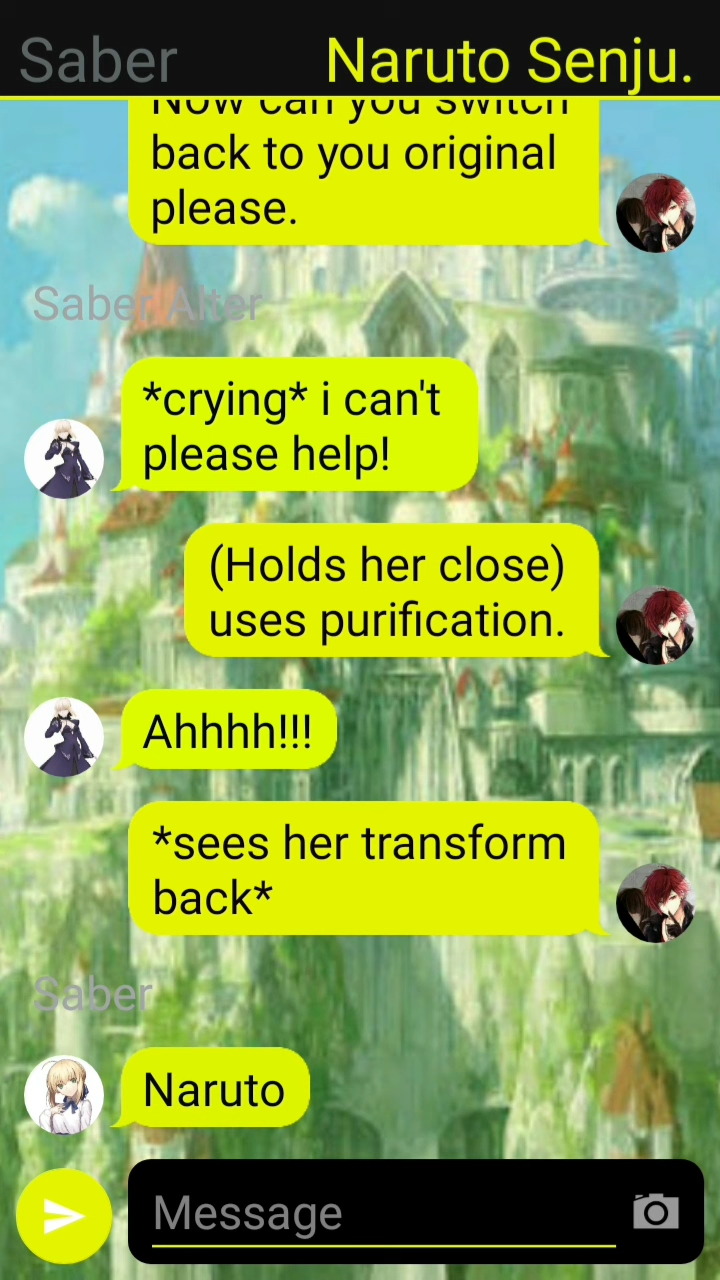 Saber
Naruto Senju.
Now can you switch
back to you original
please.
Saber Alter
*crying* i can't
please help!
(Holds her close)
uses purification.
Ahhhh!!!
*sees her transform
back*
Saber
Naruto
Message